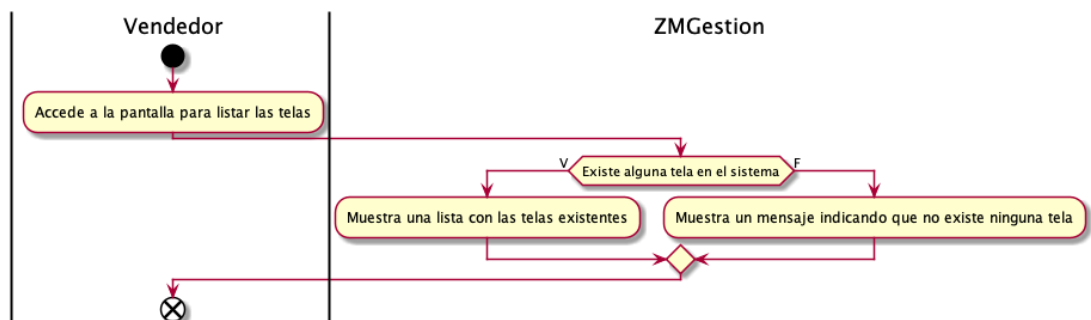 Vendedor
ZMGestion
Accede a la pantalla para listar las telas
V
Existe alguna tela en el sistema
F
Muestra una lista con las telas existentes
Muestra un mensaje indicando que no existe ninguna tela